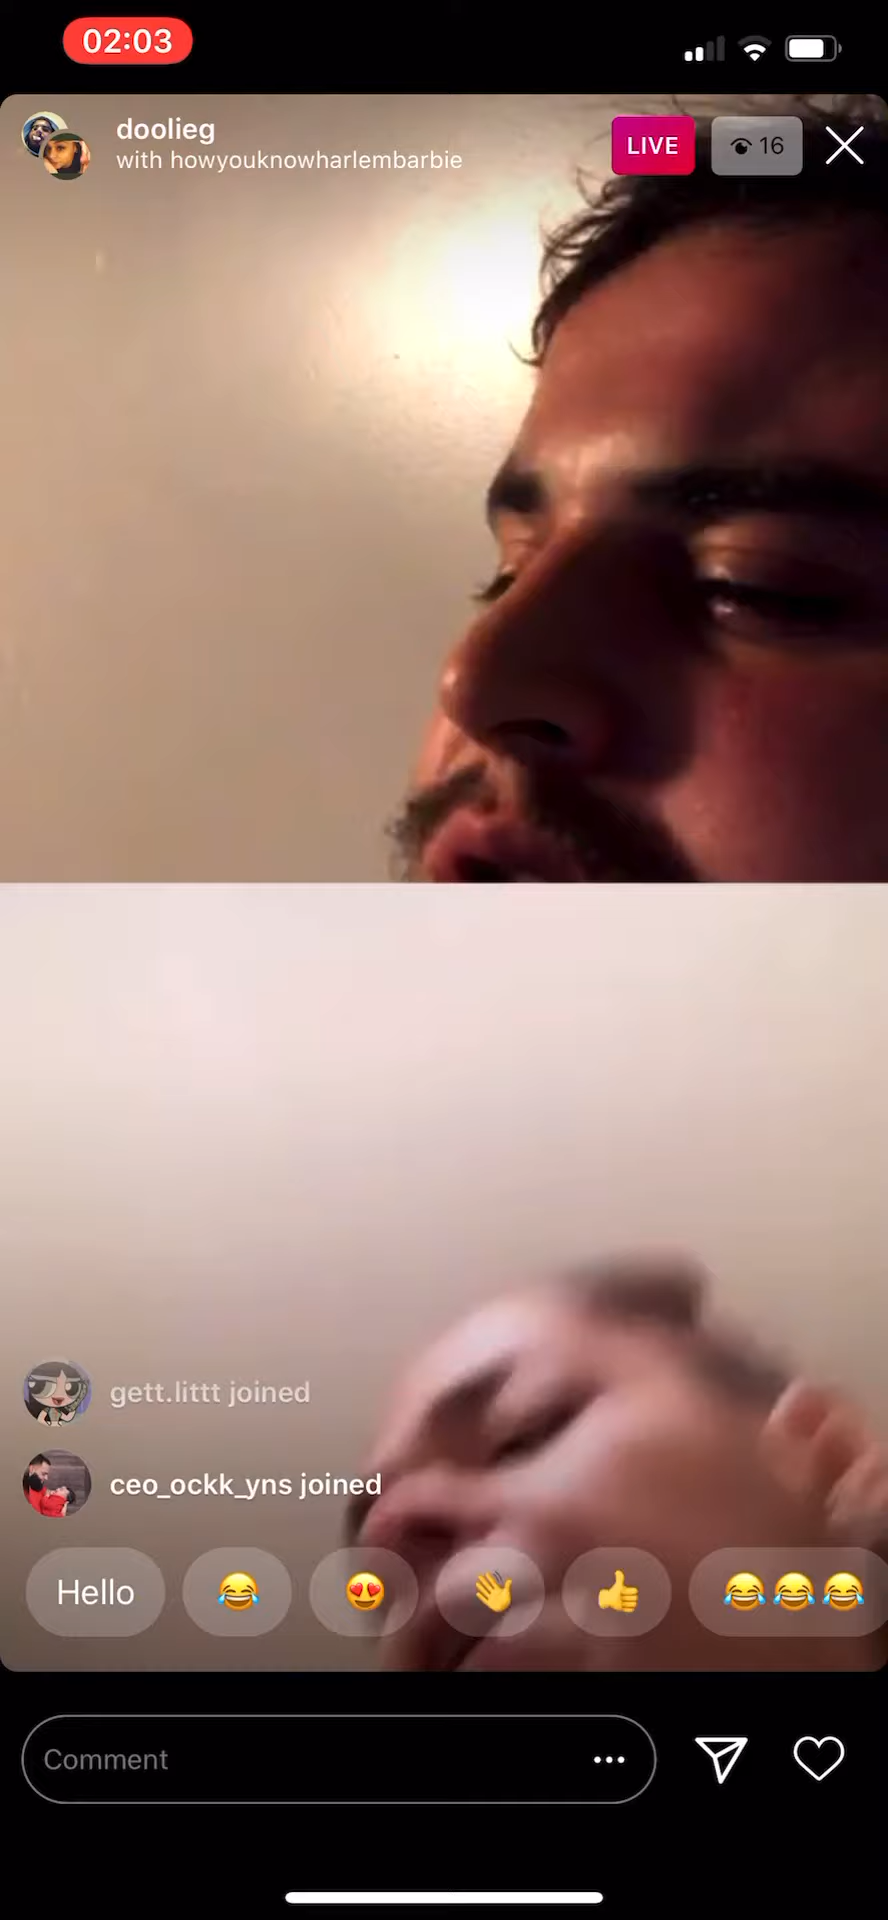 02:03
doolieg
with howyouknowharlembarbie
LIVE
16
gett.littt joined
ceo_ockk_yns joined
Hello
Comment